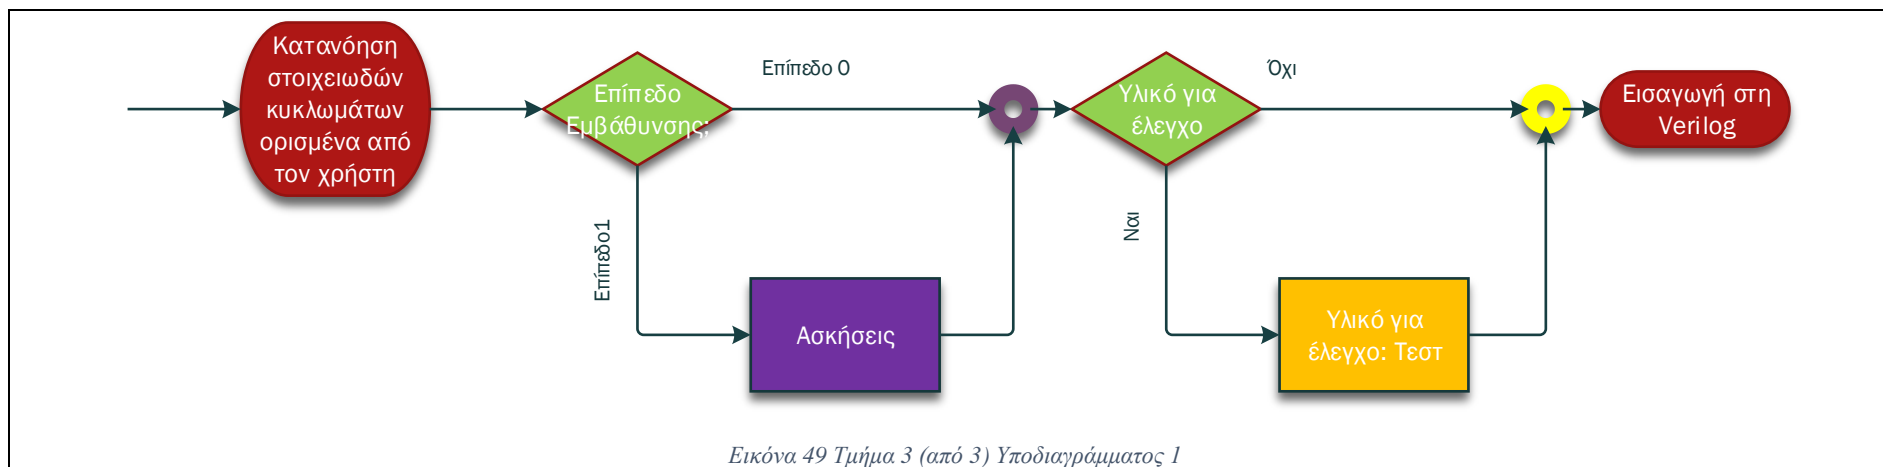 Κατανόηση
στοιχειωδών
κυκλωμάτων
ορισμένα από
τον χρήστη
Επίπεδο
Εμβάθυνσης;
Επίπεδο 0
Επίπεδο1
Ασκήσεις
Υλικό για
έλεγχο
Όχι
Ναι
Υλικό για
έλεγχο: Τεστ
Εισαγωγή στη
Verilog
Εικόνα 49 Τμήμα 3 (από 3) Υποδιαγράμματος 1